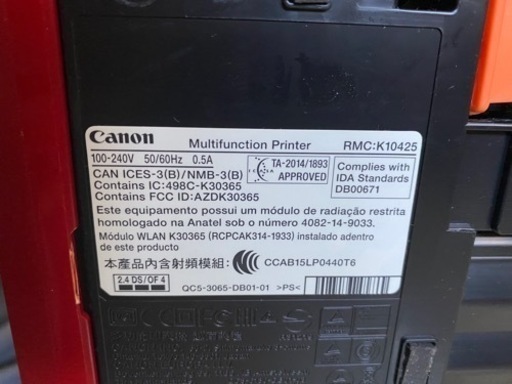 Canon Multifunction Printer RMC:K10425
100-240V 50/60Hz 0.5A
CAN ICES-3(B)/NMB-3(B)
Contains IC:498C-K30365
Contains FCC ID:AZDK30365
ICASA TA-2014/1893 APPROVED
Complies with
IDA Standards
DB00671
Este equipamento possui um módulo de radiação restrita
homologado na Anatel sob o número 4082-14-9033.
Módulo WLAN K30365 (RCPCAK314-1933) instalado adentro
de este producto
本產品內含射頻模組: CCAB15LP0440T6
2.4 DS/OF 4 QC5-3065-DB01-01 >PS<